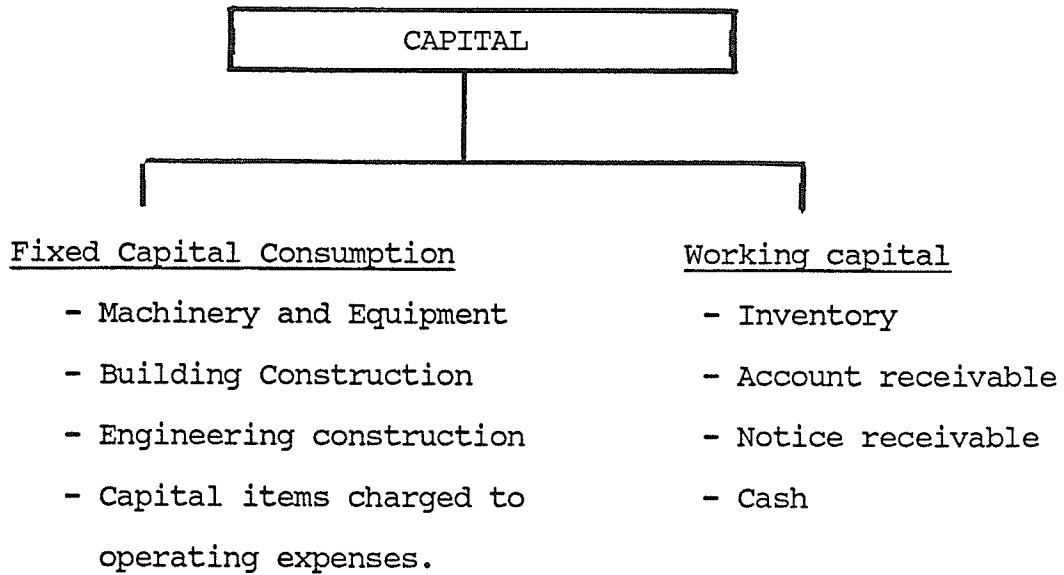 CAPITAL
Fixed Capital Consumption
- Machinery and Equipment
- Building Construction
- Engineering construction
- Capital items charged to
operating expenses.
Working capital
- Inventory
- Account receivable
- Notice receivable
- Cash